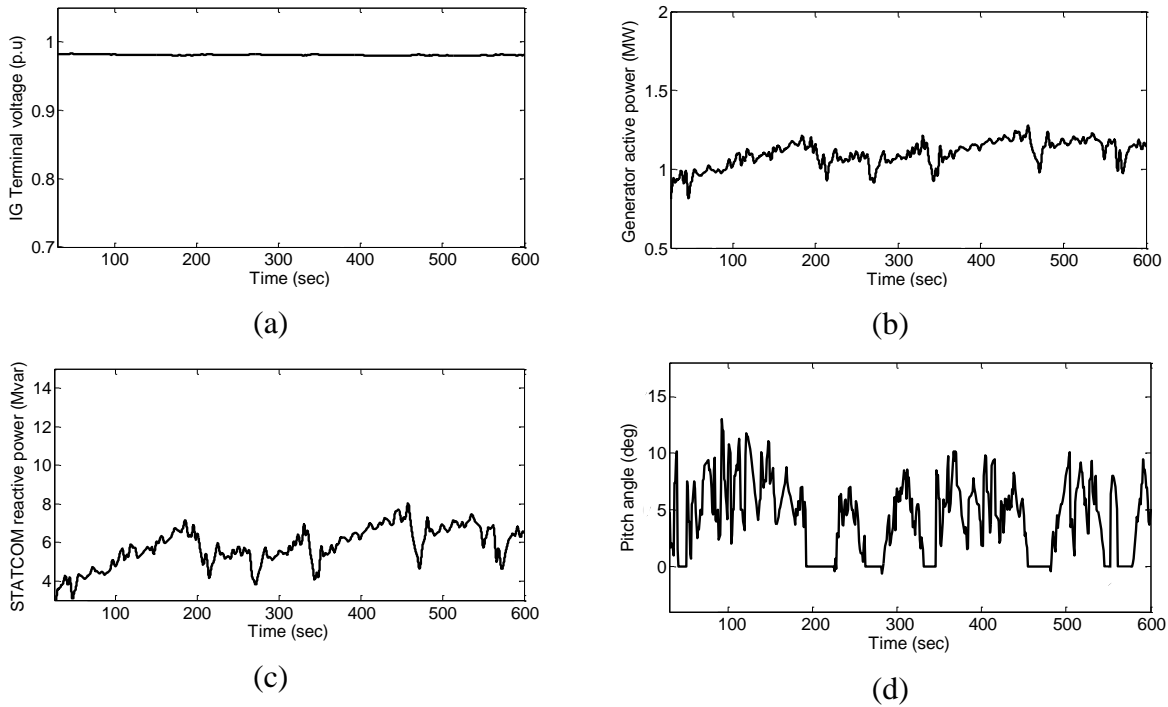 IG Terminal voltage (p.u)
1
0.9
0.8
0.7
100 200 300 400 500 600
Time (sec)
(a)
Generator active power (MW)
2
1.5
1
0.5
100 200 300 400 500 600
Time (sec)
(b)
STATCOM reactive power (Mvar)
14
12
10
8
6
4
100 200 300 400 500 600
Time (sec)
(c)
Pitch angle (deg)
15
10
5
0
100 200 300 400 500 600
Time (sec)
(d)